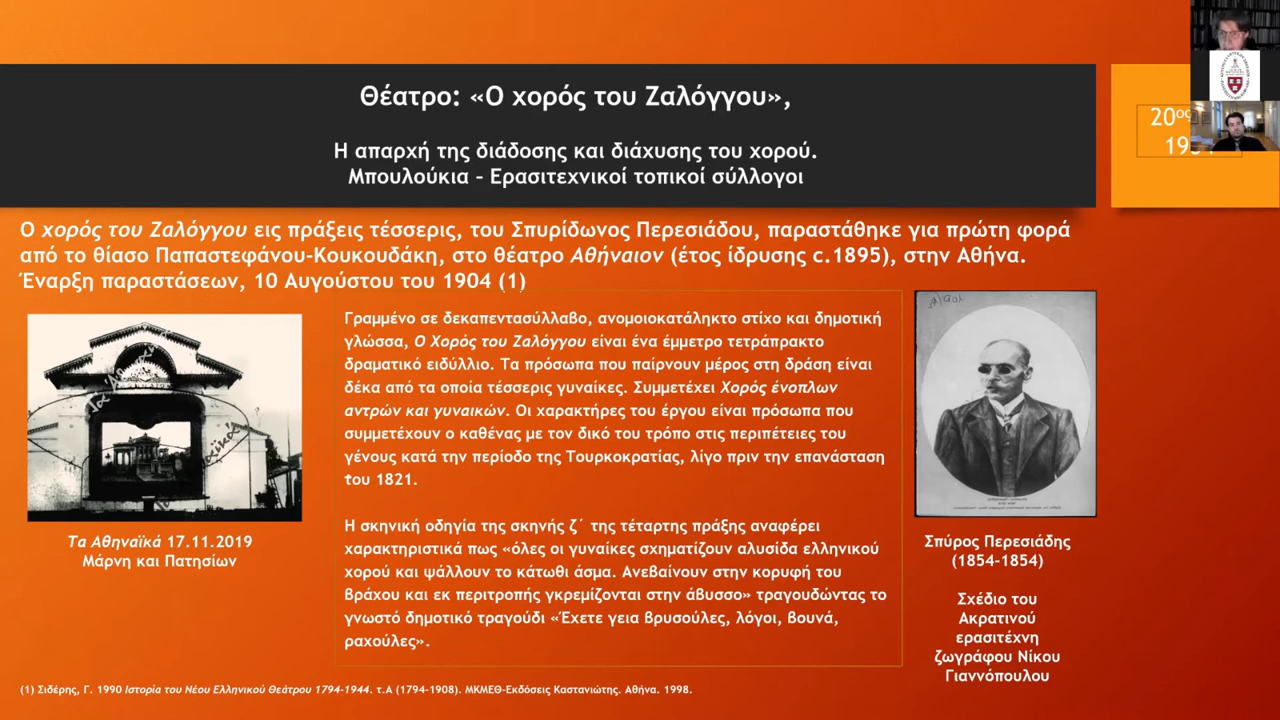 Θέατρο: «Ο χορός του Ζαλόγγου»,
Η απαρχή της διάδοσης και διάχυσης του χορού.
Μπουλούκια – Ερασιτεχνικοί τοπικοί σύλλογοι
20ος
Ο χορός του Ζαλόγγου εις πράξεις τέσσερις, του Σπυρίδωνος Περεσιάδου, παραστάθηκε για πρώτη φορά
από το θίασο Παπαστεφάνου-Κουκουδάκη, στο θέατρο Αθήναιον (έτος ίδρυσης c.1895), στην Αθήνα.
Έναρξη παραστάσεων, 10 Αυγούστου του 1904 (1)
Γραμμένο σε δεκαπεντασύλλαβο, ανομοιοκατάληκτο στίχο και δημοτική
γλώσσα, Ο Χορός του Ζαλόγγου είναι ένα έμμετρο τετράπρακτο
δραματικό ειδύλλιο. Τα πρόσωπα που παίρνουν μέρος στη δράση είναι
δέκα από τα οποία τέσσερις γυναίκες. Συμμετέχει Χορός ένοπλων
αντρών και γυναικών. Οι χαρακτήρες του έργου είναι πρόσωπα που
συμμετέχουν ο καθένας με τον δικό του τρόπο στις περιπέτειες του
γένους κατά την περίοδο της Τουρκοκρατίας, λίγο πριν την επανάσταση
του 1821.
Η σκηνική οδηγία της σκηνής ζ΄ της τέταρτης πράξης αναφέρει
χαρακτηριστικά πως «όλες οι γυναίκες σχηματίζουν αλυσίδα ελληνικού
χορού και ψάλλουν το κάτωθι άσμα. Ανεβαίνουν στην κορυφή του
βράχου και εκ περιτροπής γκρεμίζονται στην άβυσσο» τραγουδώντας το
γνωστό δημοτικό τραγούδι «Έχετε γεια βρυσούλες, λόγοι, βουνά,
ραχούλες».
Τα Αθηναϊκά 17.11.2019
Μάρνη και Πατησίων
Σπύρος Περεσιάδης
(1854-1854)
Σχέδιο του
Ακρατινού
ερασιτέχνη
ζωγράφου Νίκου
Γιαννόπουλου
(1) Σιδέρης, Γ. 1990 Ιστορία του Νέου Ελληνικού Θεάτρου 1794-1944. τ.Α (1794-1908). ΜΚΜΕΘ-Εκδόσεις Καστανιώτης. Αθήνα. 1998.